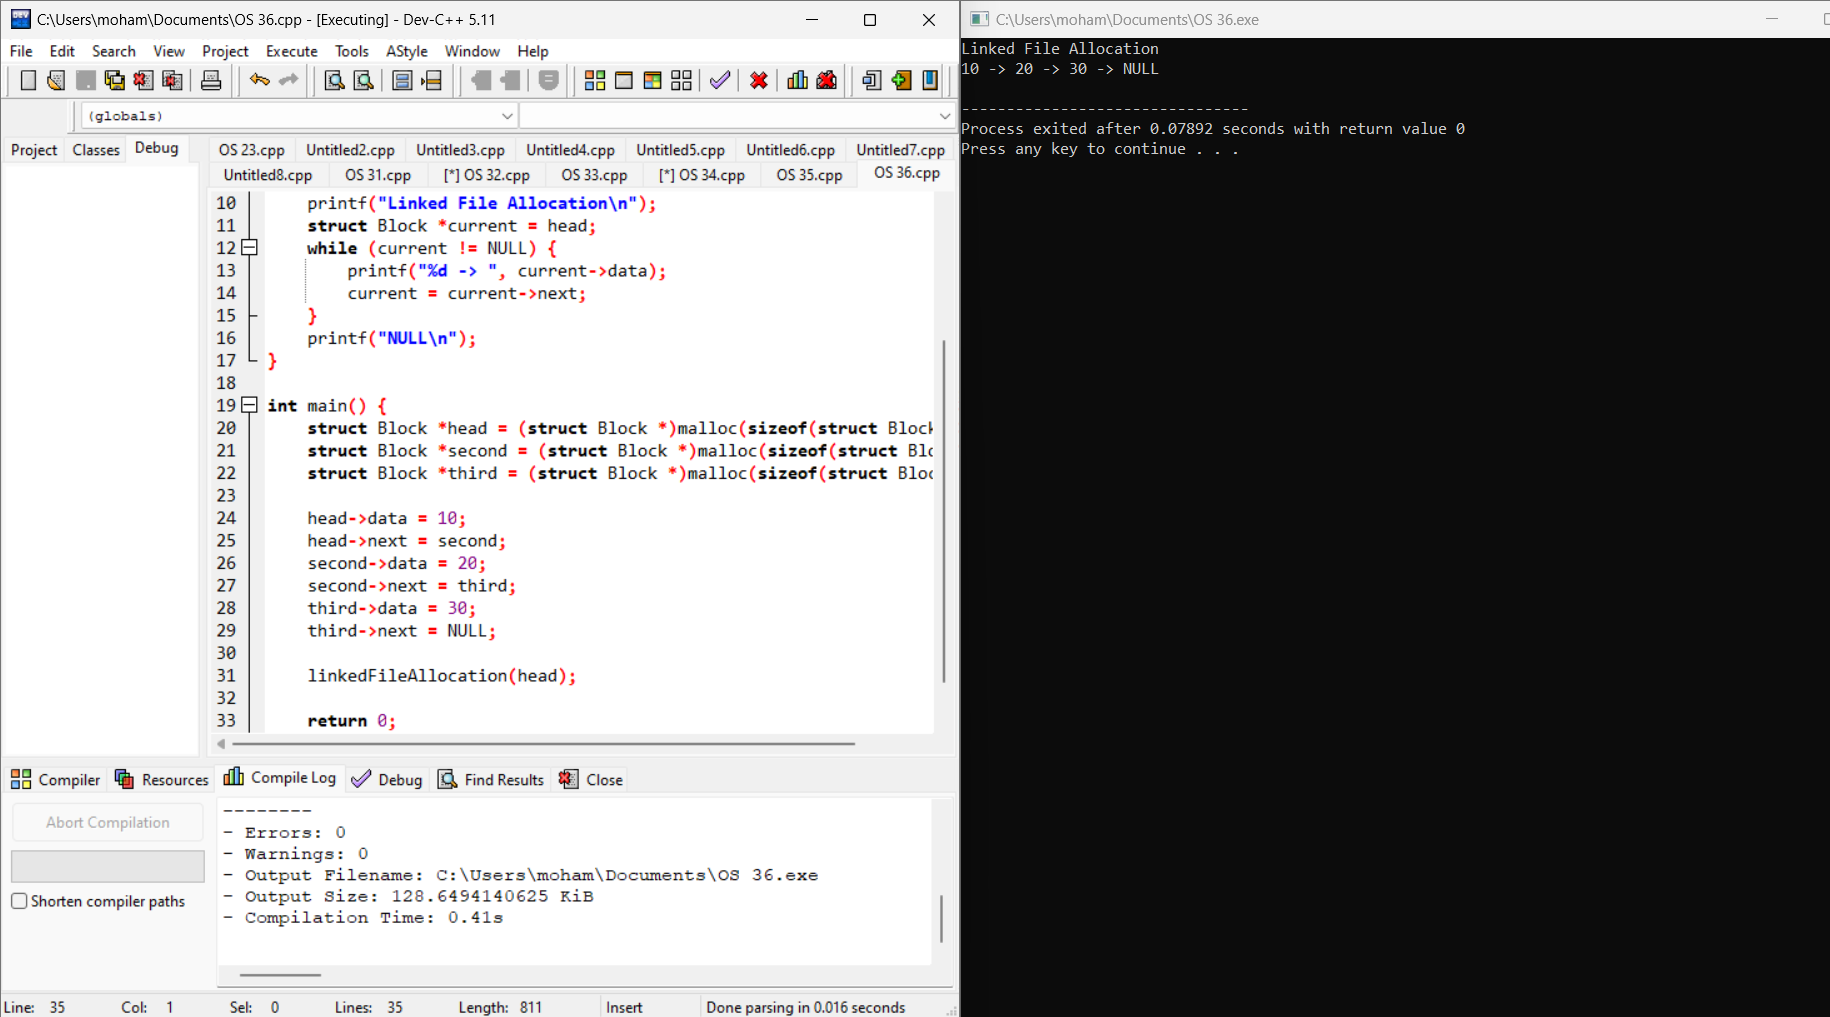 C:\Users\moham\Documents\OS 36.cpp - [Executing] - Dev-C++ 5.11
File Edit Search View Project Execute Tools AStyle Window Help
(globals)
Project Classes Debug
OS 23.cpp Untitled2.cpp Untitled3.cpp Untitled4.cpp Untitled5.cpp Untitled6.cpp Untitled7.cpp
Untitled8.cpp OS 31.cpp [*] OS 32.cpp OS 33.cpp [*] OS 34.cpp OS 35.cpp OS 36.cpp
10 printf("Linked File Allocation\n");
11 struct Block *current = head;
12 while (current != NULL) {
13 printf("%d -> ", current->data);
14 current = current->next;
15 }
16 printf("NULL\n");
17 }
18
19 int main() {
20 struct Block *head = (struct Block *)malloc(sizeof(struct Block
21 struct Block *second = (struct Block *)malloc(sizeof(struct Blo
22 struct Block *third = (struct Block *)malloc(sizeof(struct Bloc
23
24 head->data = 10;
25 head->next = second;
26 second->data = 20;
27 second->next = third;
28 third->data = 30;
29 third->next = NULL;
30
31 linkedFileAllocation(head);
32
33 return 0;
Compiler Resources Compile Log Debug Find Results Close
Abort Compilation
Shorten compiler paths
--------
- Errors: 0
- Warnings: 0
- Output Filename: C:\Users\moham\Documents\OS 36.exe
- Output Size: 128.6494140625 KiB
- Compilation Time: 0.41s
Line: 35 Col: 1 Sel: 0 Lines: 35 Length: 811 Insert Done parsing in 0.016 seconds
C:\Users\moham\Documents\OS 36.exe
Linked File Allocation
10 -> 20 -> 30 -> NULL
--------------------------------
Process exited after 0.07892 seconds with return value 0
Press any key to continue . . .